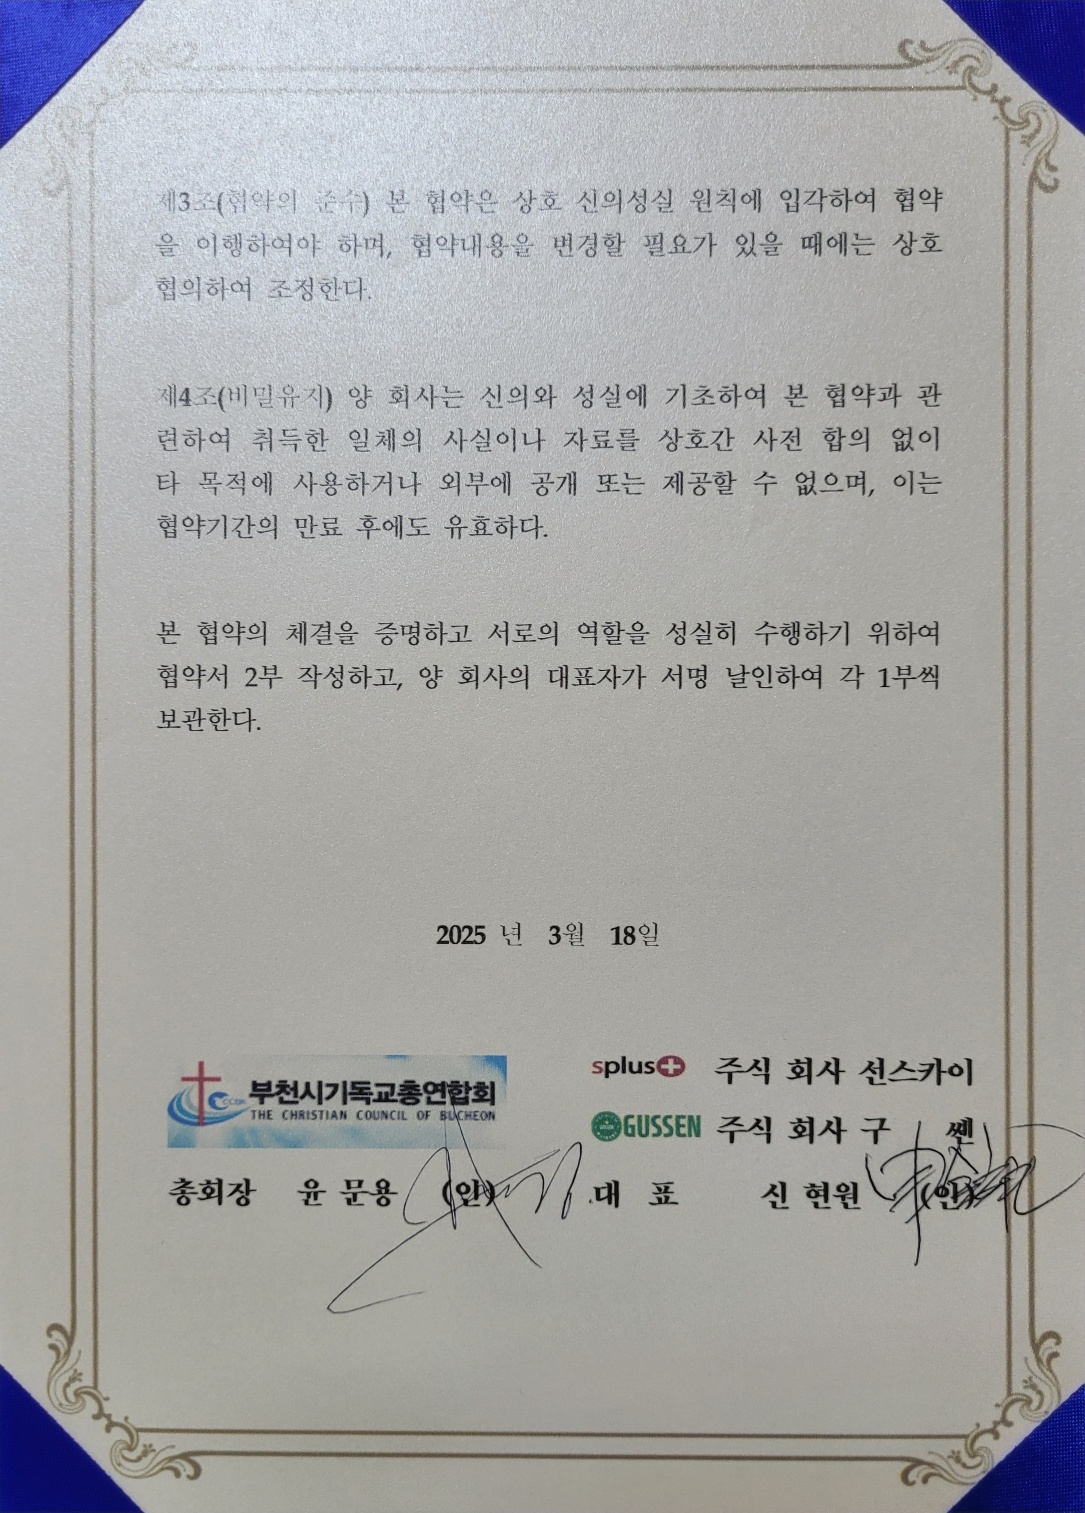 제3조(협약의 준수) 본 협약은 상호 신의성실 원칙에 입각하여 협약
을 이행하여야 하며, 협약내용을 변경할 필요가 있을 때에는 상호
협의하여 조정한다.
제4조(비밀유지) 양 회사는 신의와 성실에 기초하여 본 협약과 관
련하여 취득한 일체의 사실이나 자료를 상호간 사전 합의 없이
타 목적에 사용하거나 외부에 공개 또는 제공할 수 없으며, 이는
협약기간의 만료 후에도 유효하다.
본 협약의 체결을 증명하고 서로의 역할을 성실히 수행하기 위하여
협약서 2부 작성하고, 양 회사의 대표자가 서명 날인하여 각 1부씩
보관한다.
2025 년 3월 18일
부천시기독교총연합회
THE CHRISTIAN COUNCIL OF BUCHEON
총회장 윤 문용 (인)
splus 주식 회사 선스카이
GUSSEN 주식 회사 구 쎈
대 표 신 현원 (인)